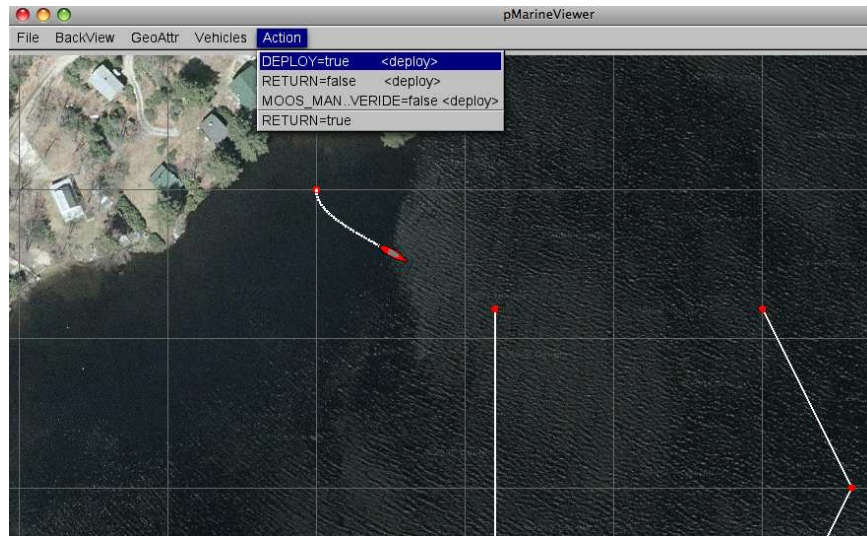 pMarineViewer
File BackView GeoAttr Vehicles Action
DEPLOY=true <deploy>
RETURN=false <deploy>
MOOS_MAN..VERIDE=false <deploy>
RETURN=true